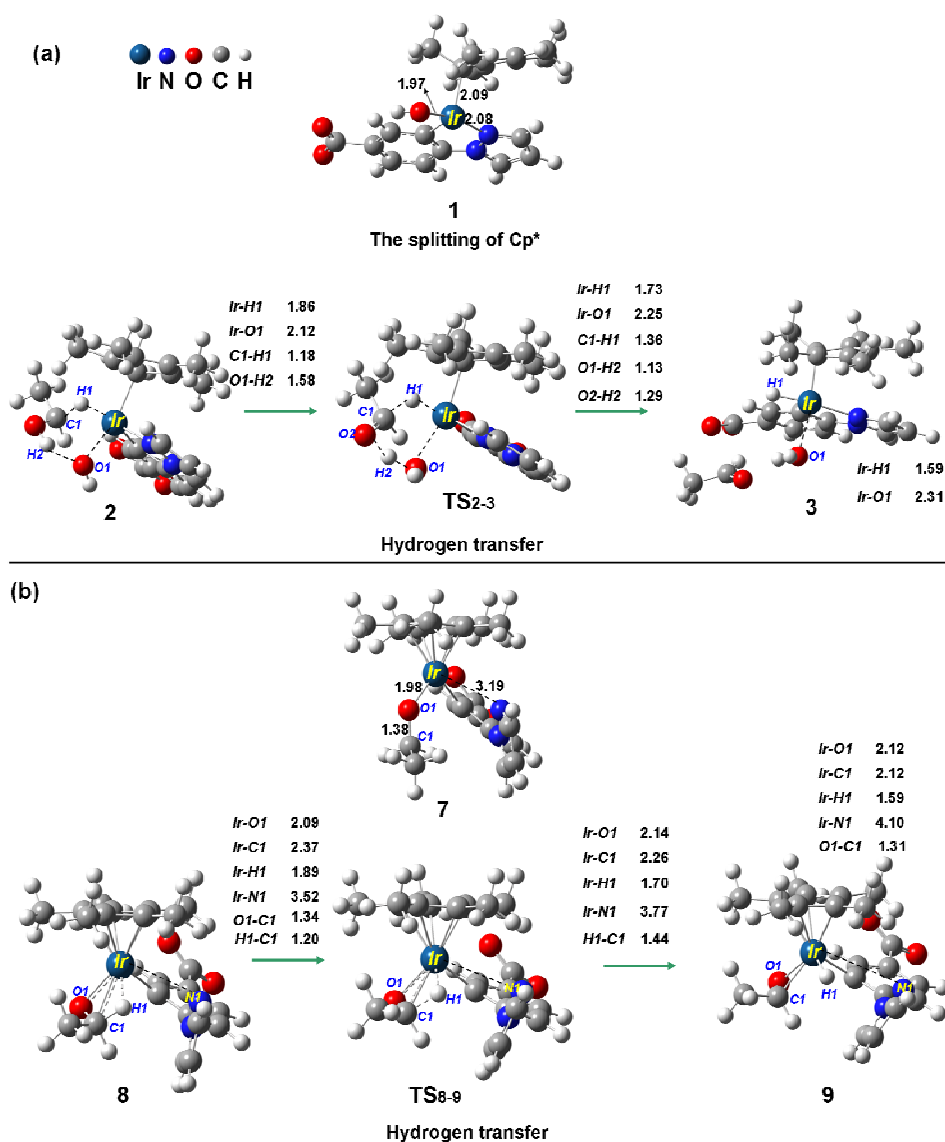 (a)
Ir N O C H
1.97
2.09
Ir
2.08
1
The splitting of Cp*
Ir-H1 1.86
Ir-O1 2.12
C1-H1 1.18
O1-H2 1.58
Ir-H1 1.73
Ir-O1 2.25
C1-H1 1.36
O1-H2 1.13
O2-H2 1.29
H1
C1
Ir
H2
O1
2
H1
C1
Ir
O2
H2
O1
TS2-3
H1
Ir
O1
Ir-H1 1.59
Ir-O1 2.31
3
Hydrogen transfer
(b)
Ir
1.98
3.19
O1
1.38
C1
7
Ir-O1 2.09
Ir-C1 2.37
Ir-H1 1.89
Ir-N1 3.52
O1-C1 1.34
H1-C1 1.20
Ir-O1 2.14
Ir-C1 2.26
Ir-H1 1.70
Ir-N1 3.77
H1-C1 1.44
Ir-O1 2.12
Ir-C1 2.12
Ir-H1 1.59
Ir-N1 4.10
O1-C1 1.31
Ir
O1
N1
H1
C1
8
Ir
O1
N1
H1
C1
TS8-9
Ir
O1
N1
H1
C1
9
Hydrogen transfer